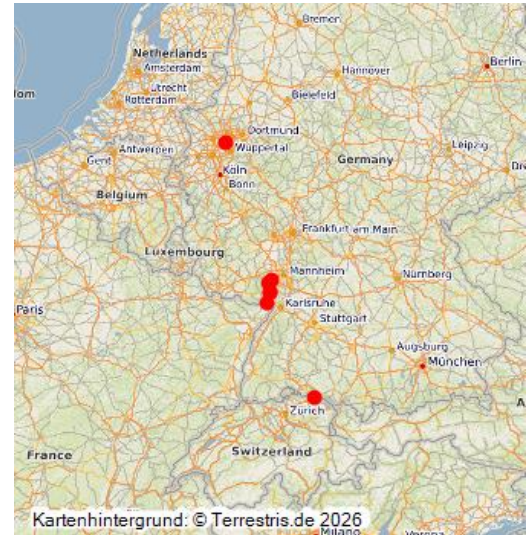 Bremen
Netherlands
Amsterdam
Berlin
Hannover
Utrecht
Rotterdam
Bielefeld
Dortmund
Antwerpen
Wuppertal
Leipzig
Gent
Köln
Germany
Bonn
Belgium
Frankfurt am Main
Luxembourg
Mannheim
Nürnberg
Paris
Karlsruhe
Stuttgart
Augsburg
München
Zürich
France
Switzerland
Kartenhintergrund: © Terrestris.de 2026
Milano
Verona